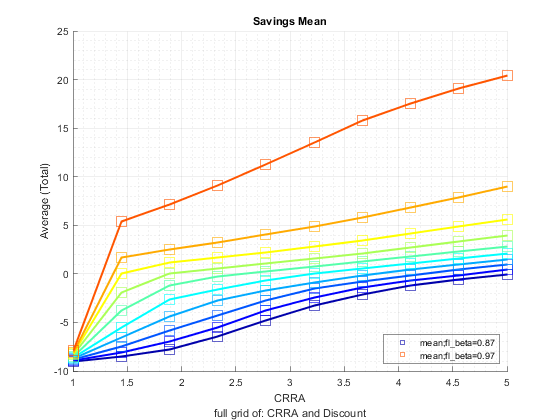 Savings Mean
25
20
15
10
5
0
-5
-10
Average (Total)
mean;fl_beta=0.87
mean;fl_beta=0.97
1 1.5 2 2.5 3 3.5 4 4.5 5
CRRA
full grid of: CRRA and Discount